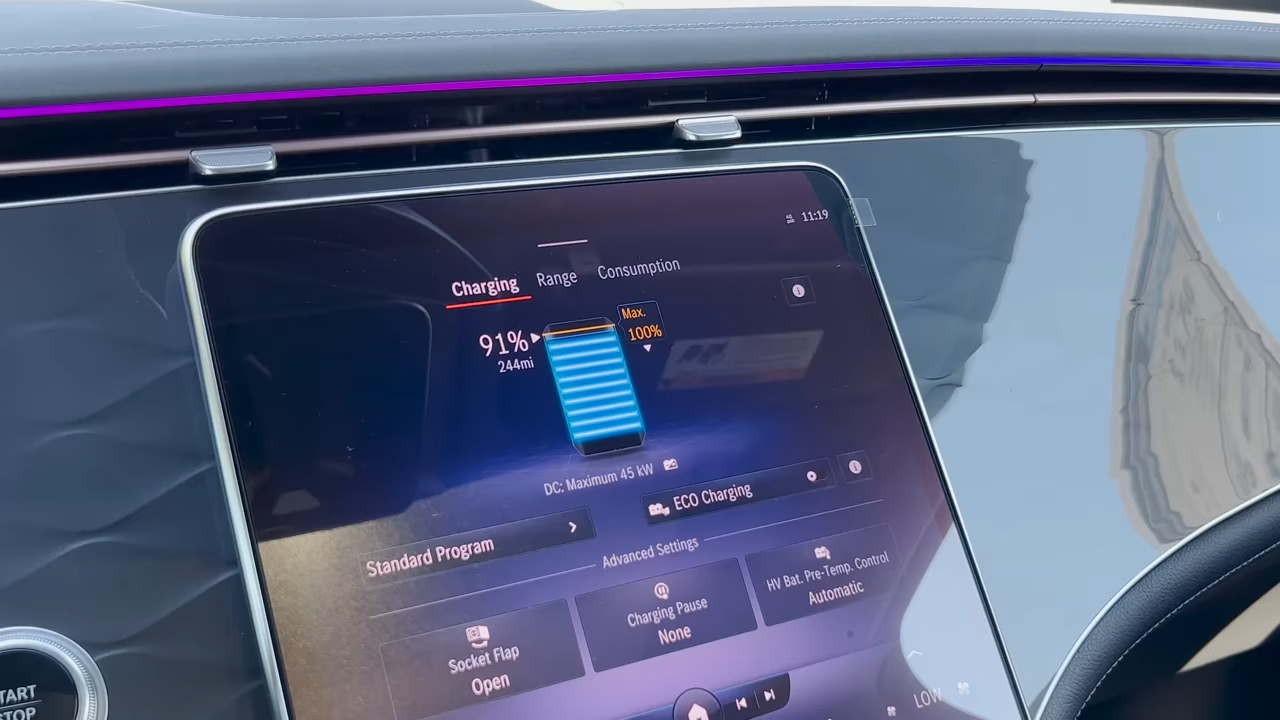 11:19
Charging Range Consumption
91%
244mi
Max.
100%
DC: Maximum 45 kW
ECO Charging
Standard Program
Advanced Settings
Socket Flap
Open
Charging Pause
None
HV Bat. Pre-Temp. Control
Automatic
LOW
START
STOP